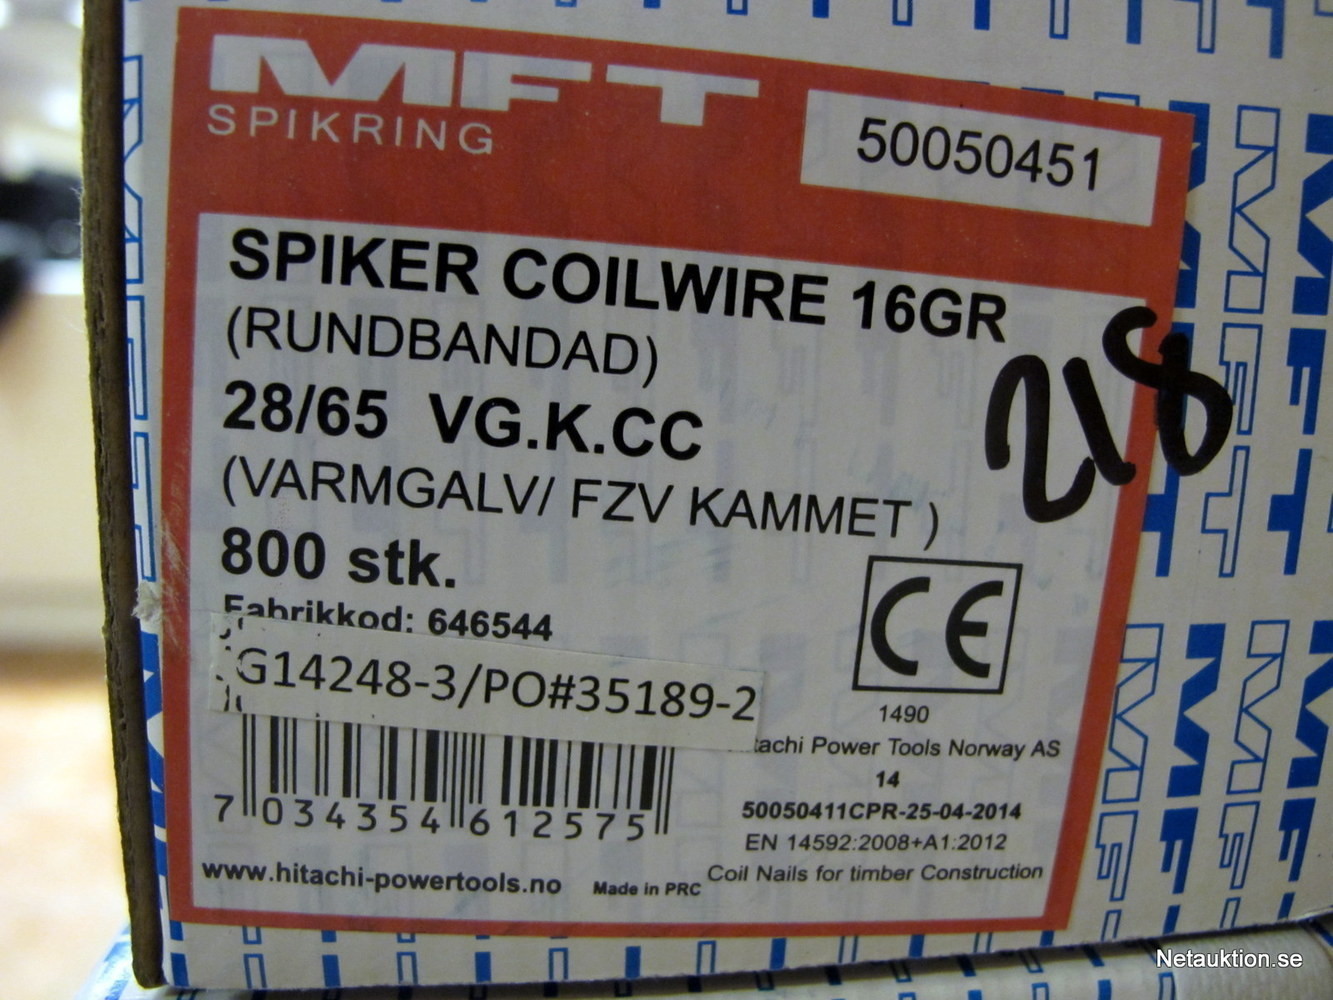 MFT
SPIKRING
50050451
SPIKER COILWIRE 16GR
(RUNDBANDAD)
28/65 VG.K.CC
(VARMGALV/ FZV KAMMET )
218
800 stk.
Fabrikkod: 646544
G14248-3/PO#35189-2
CE
1490
Power Tools Norway AS
14
50050411CPR-25-04-2014
EN 14592:2008+A1:2012
Coil Nails for timber Construction
7 034354 612575
www.hitachi-powertools.no
Made in PRC
Netauktion.se